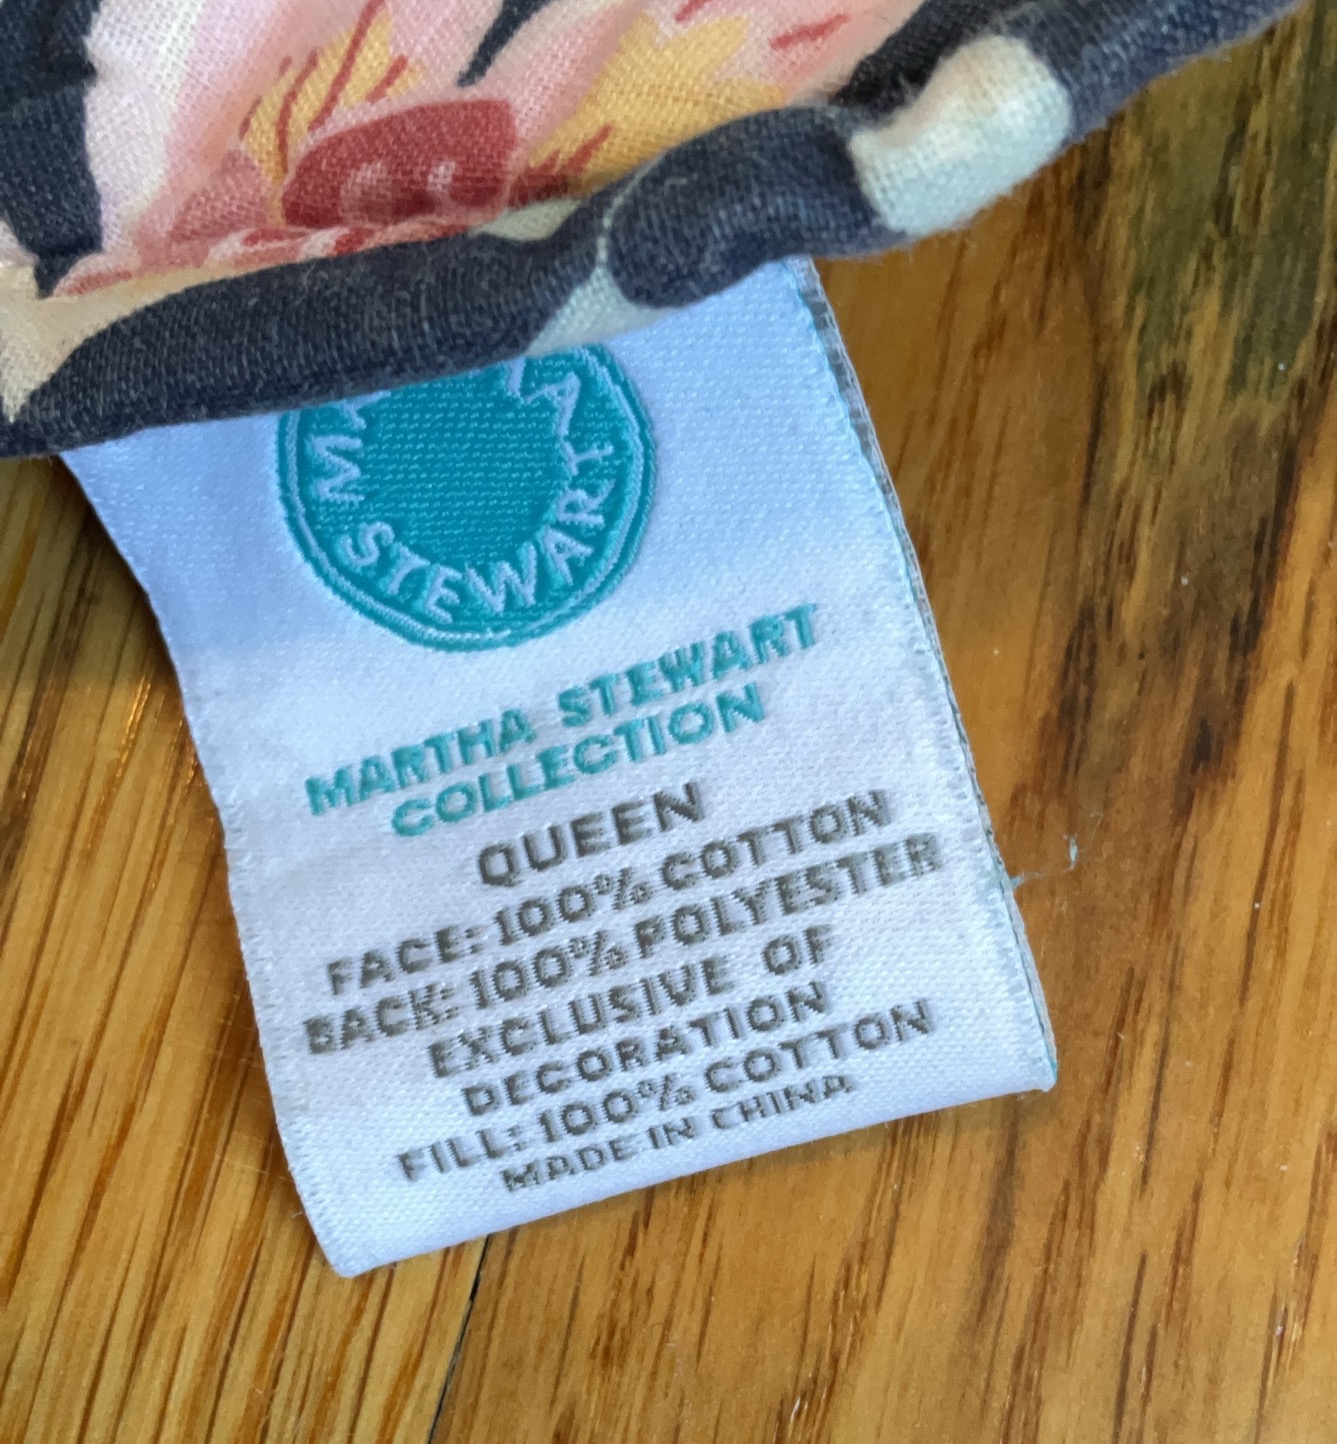 MA
STEWART
MARTHA STEWART
COLLECTION
QUEEN
FACE: 100% COTTON
BACK: 100% POLYESTER
EXCLUSIVE OF
DECORATION
FILL: 100% COTTON
MADE IN CHINA